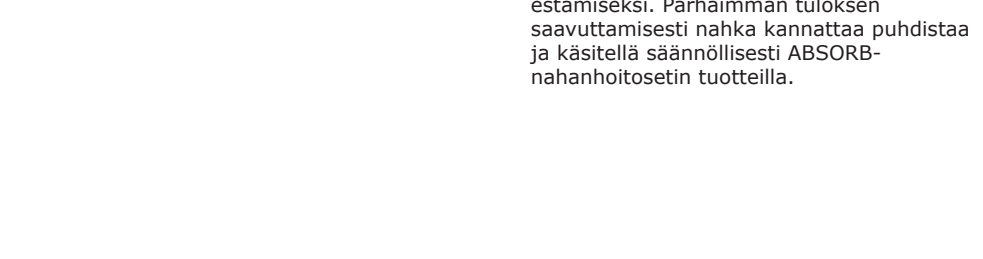 estämiseksi. Parhaimman tuloksen
saavuttamisesti nahka kannattaa puhdistaa
ja käsitellä säännöllisesti ABSORB-
nahanhoitosetin tuotteilla.